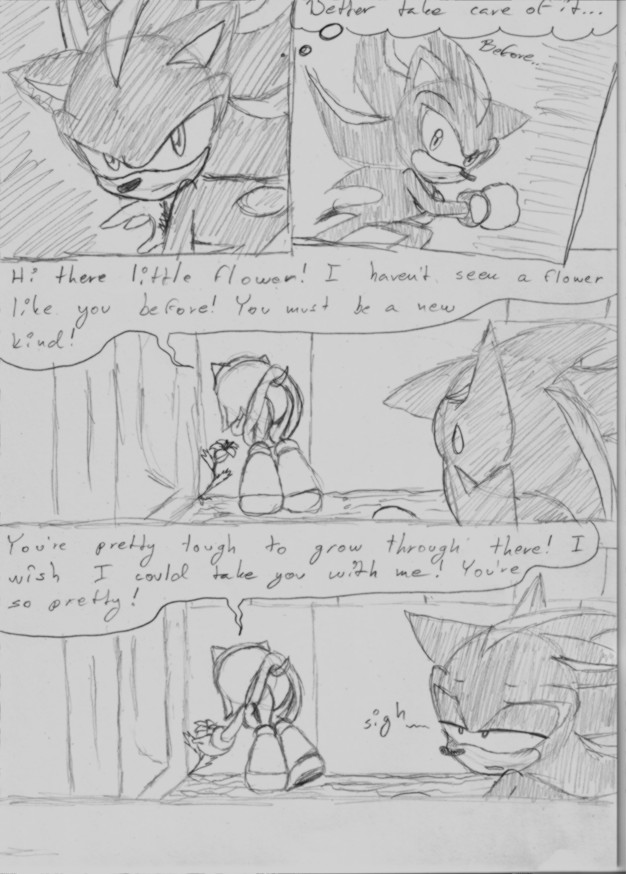 Better take care of it...
Before..
Hi there little flower! I haven't seen a flower
like you before! You must be a new
kind!
You're pretty tough to grow through there! I
wish I could take you with me! You're
so pretty!
sigh